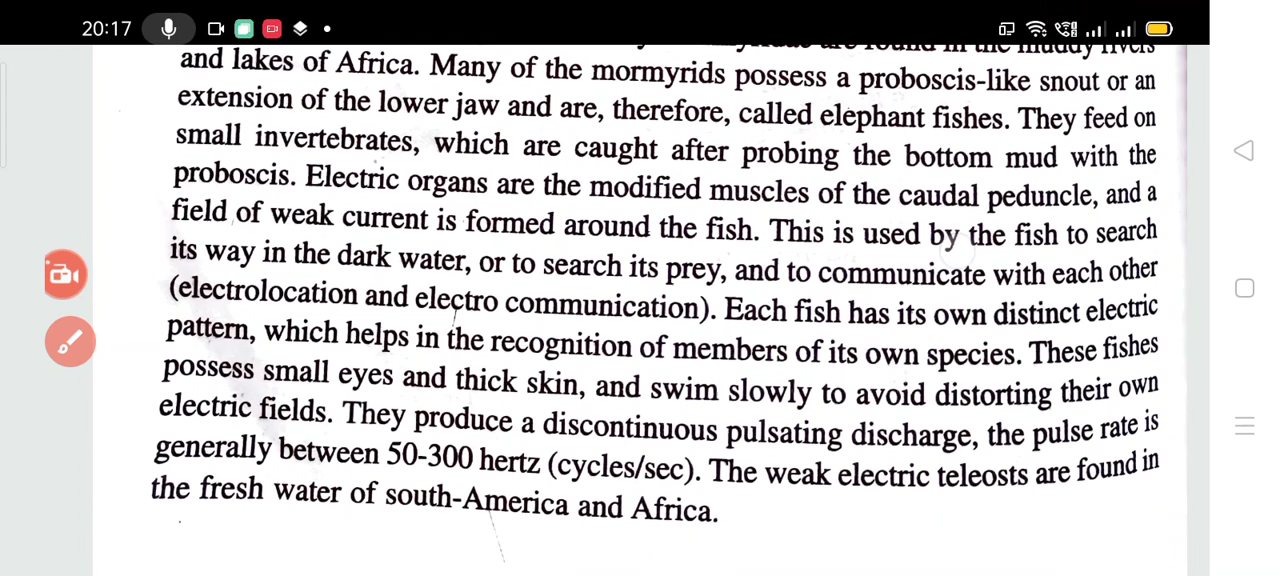 20:17
are found in the muddy rivers
and lakes of Africa. Many of the mormyrids possess a proboscis-like snout or an
extension of the lower jaw and are, therefore, called elephant fishes. They feed on
small invertebrates, which are caught after probing the bottom mud with the
proboscis. Electric organs are the modified muscles of the caudal peduncle, and a
field of weak current is formed around the fish. This is used by the fish to search
its way in the dark water, or to search its prey, and to communicate with each other
(electrolocation and electro communication). Each fish has its own distinct electric
pattern, which helps in the recognition of members of its own species. These fishes
possess small eyes and thick skin, and swim slowly to avoid distorting their own
electric fields. They produce a discontinuous pulsating discharge, the pulse rate is
generally between 50-300 hertz (cycles/sec). The weak electric teleosts are found in
the fresh water of south-America and Africa.